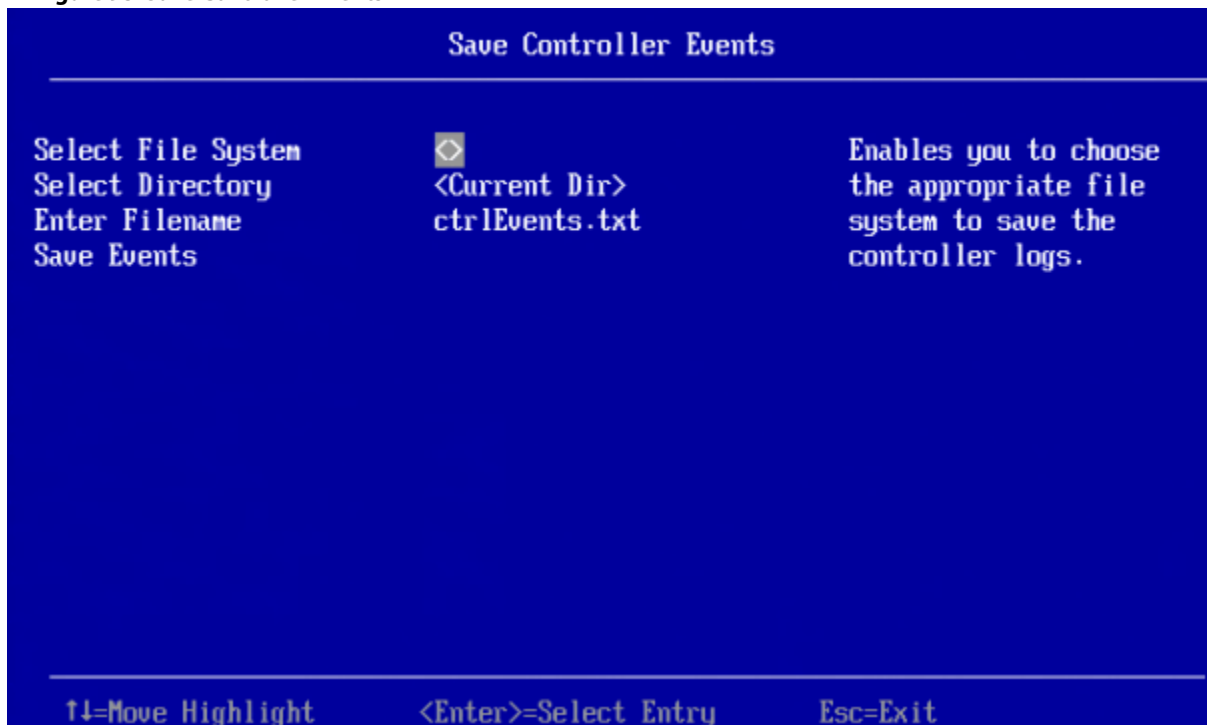 Save Controller Events
Select File System <>
Select Directory <Current Dir>
Enter Filename ctrlEvents.txt
Save Events
Enables you to choose
the appropriate file
system to save the
controller logs.
↑↓=Move Highlight <Enter>=Select Entry Esc=Exit